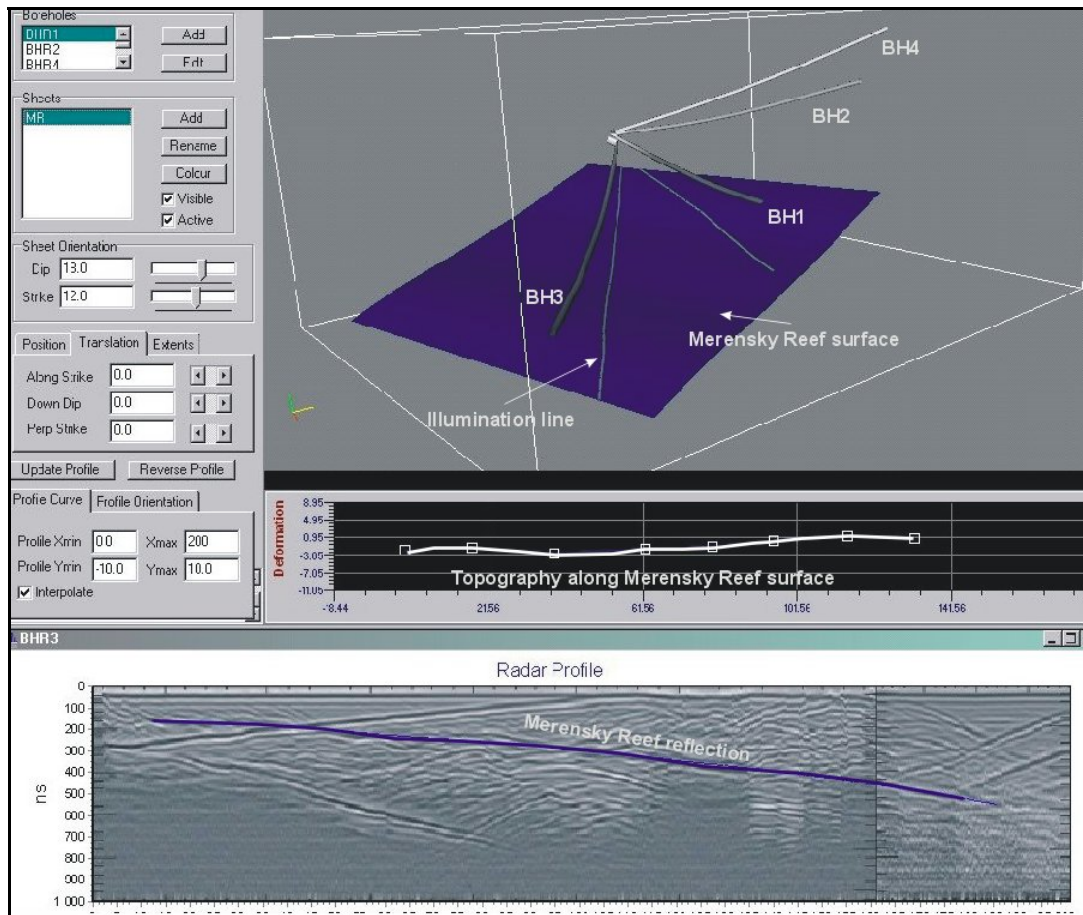 Boreholes
BHR1
BHR2
BHR4
Add
Edit
Sheets
MR
Add
Rename
Colour
Visible
Active
Sheet Orientation
Dip 13.0
Strike 12.0
Position Translation Extents
Along Strike 0.0
Down Dip 0.0
Perp Strike 0.0
Update Profile Reverse Profile
Profile Curve Profile Orientation
Profile Xmin 0.0 Xmax 200
Profile Ymin -10.0 Ymax 10.0
Interpolate
BH4
BH2
BH1
BH3
Merensky Reef surface
Illumination line
Deformation
8.95
4.95
0.95
-3.05
-7.05
-11.05
Topography along Merensky Reef surface
-8.44 21.56 61.56 101.56 141.56
BHR3
Radar Profile
Merensky Reef reflection
ns
0
100
200
300
400
500
600
700
800
900
1 000